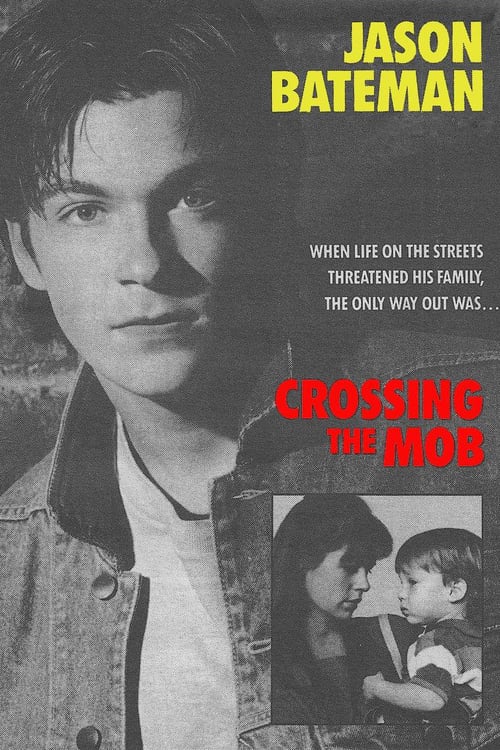 JASON
BATEMAN
WHEN LIFE ON THE STREETS
THREATENED HIS FAMILY,
THE ONLY WAY OUT WAS...
CROSSING
THE MOB